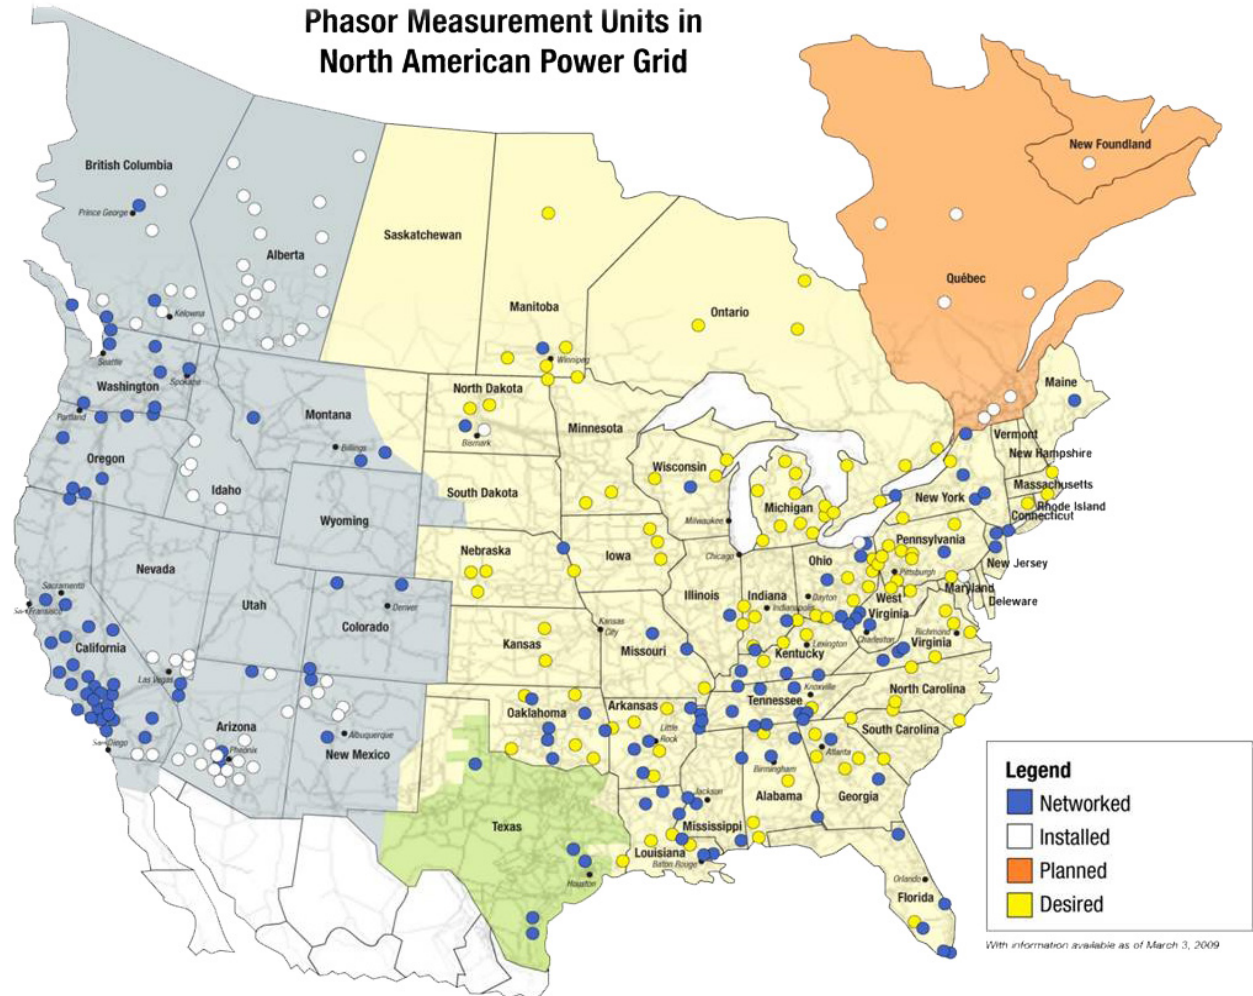 Phasor Measurement Units in
North American Power Grid
British Columbia
Prince George
Alberta
Saskatchewan
Manitoba
Ontario
New Foundland
Québec
Kelowna
Winnipeg
Seattle
Spokane
Washington
Portland
Montana
Billings
North Dakota
Bismark
Minnesota
Maine
Vermont
New Hampshire
Oregon
Idaho
Wyoming
South Dakota
Wisconsin
Michigan
Milwaukee
New York
Massachusetts
Rhode Island
Connecticut
Nevada
Utah
Nebraska
Iowa
Chicago
Ohio
Pennsylvania
Pittsburgh
New Jersey
Sacramento
San Fransisco
California
Colorado
Denver
Illinois
Indiana
Indianapolis
Dayton
Maryland
Deleware
West
Virginia
Charleston
Richmond
Virginia
Kansas
Kansas
City
Missouri
Lexington
Kentucky
Las Vegas
Knoxville
Tennessee
North Carolina
South Carolina
Arizona
Pheonix
Albuquerque
New Mexico
Oklahoma
Arkansas
Little
Rock
San Diego
Atlanta
Birmingham
Alabama
Georgia
Jackson
Mississippi
Texas
Houston
Louisiana
Baton Rouge
Orlando
Florida
Legend
Networked
Installed
Planned
Desired
With information available as of March 3, 2009